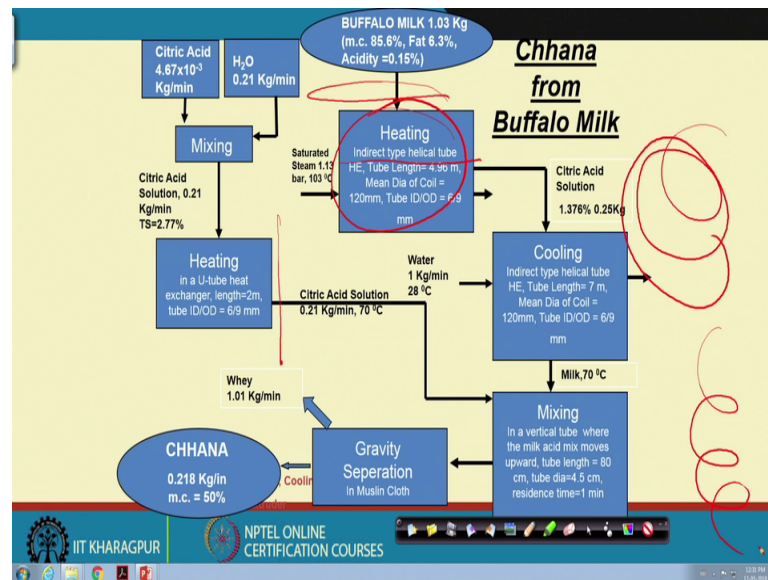 BUFFALO MILK 1.03 Kg
(m.c. 85.6%, Fat 6.3%,
Acidity =0.15%)
Chhana
from
Buffalo Milk
Citric Acid
4.67x10⁻³
Kg/min
H₂O
0.21 Kg/min
Mixing
Heating
Indirect type helical tube
HE, Tube Length= 4.96 m,
Mean Dia of Coil =
120mm, Tube ID/OD = 6/9
mm
Saturated
Steam 1.13
bar, 103 ⁰C
Citric Acid
Solution
1.376% 0.25Kg
Citric Acid
Solution, 0.21
Kg/min
TS=2.77%
Heating
in a U-tube heat
exchanger, length=2m,
tube ID/OD = 6/9 mm
Water
1 Kg/min
28 ⁰C
Cooling
Indirect type helical tube
HE, Tube Length= 7 m,
Mean Dia of Coil =
120mm, Tube ID/OD = 6/9
mm
Citric Acid Solution
0.21 Kg/min, 70 ⁰C
Milk,70 ⁰C
Whey
1.01 Kg/min
Mixing
In a vertical tube where
the milk acid mix moves
upward, tube length = 80
cm, tube dia=4.5 cm,
residence time=1 min
Gravity
Seperation
In Muslin Cloth
CHHANA
0.218 Kg/in
m.c. = 50%
Coolin
IIT KHARAGPUR
NPTEL ONLINE
CERTIFICATION COURSES